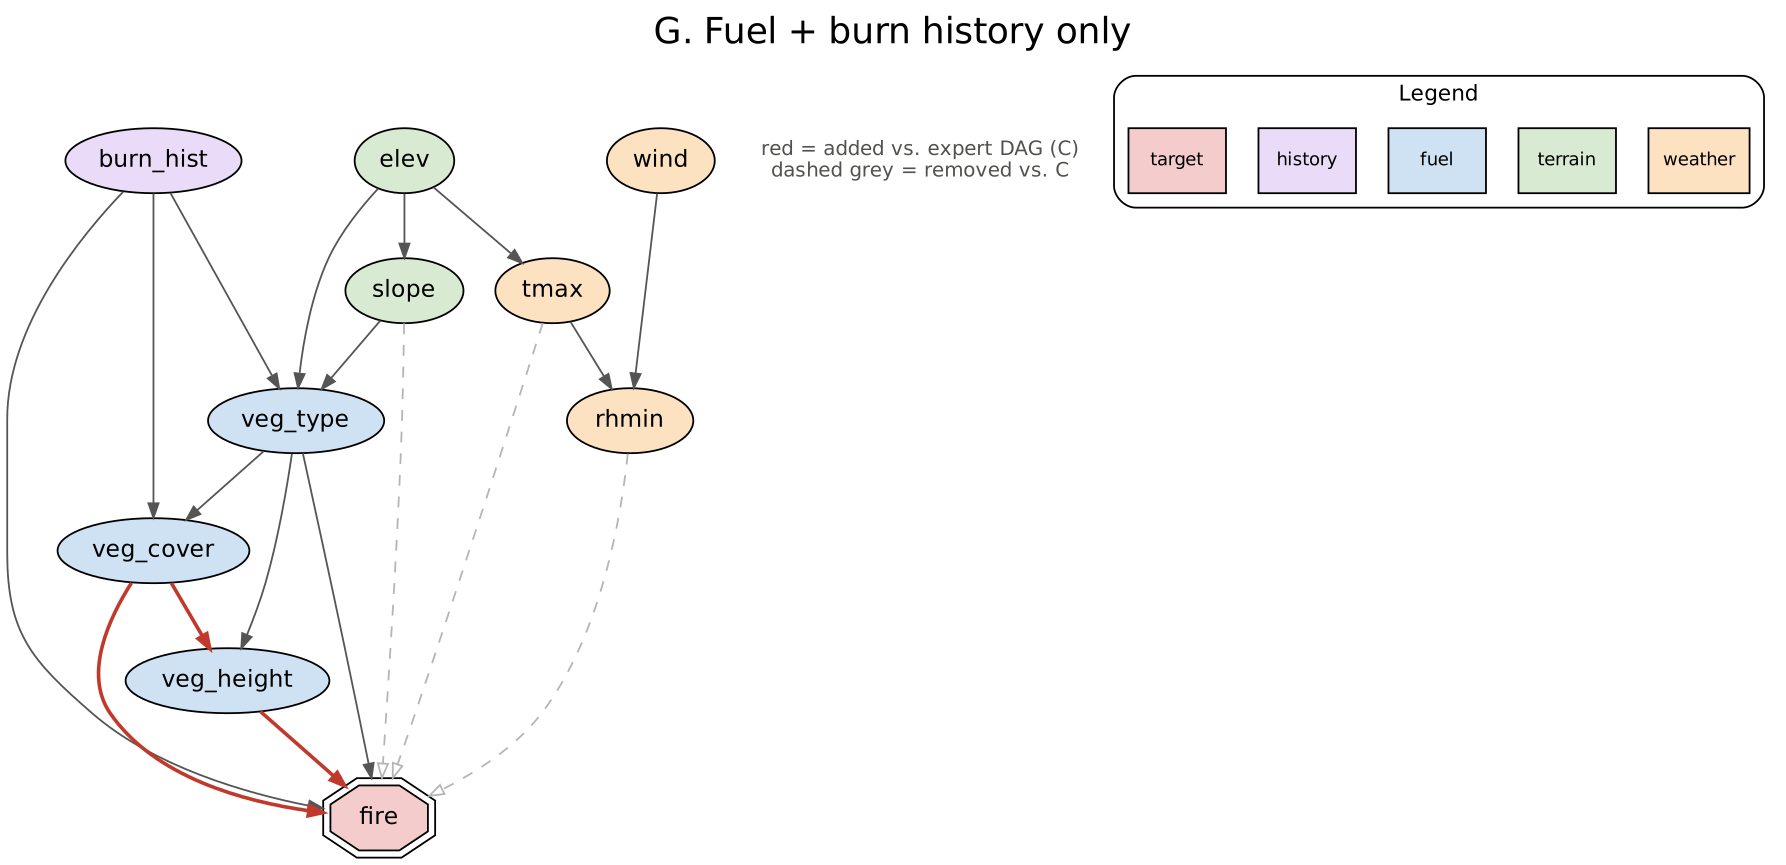 G. Fuel + burn history only
Legend
burn_hist
elev
wind
red = added vs. expert DAG (C)
dashed grey = removed vs. C
target
history
fuel
terrain
weather
slope
tmax
veg_type
rhmin
veg_cover
veg_height
fire